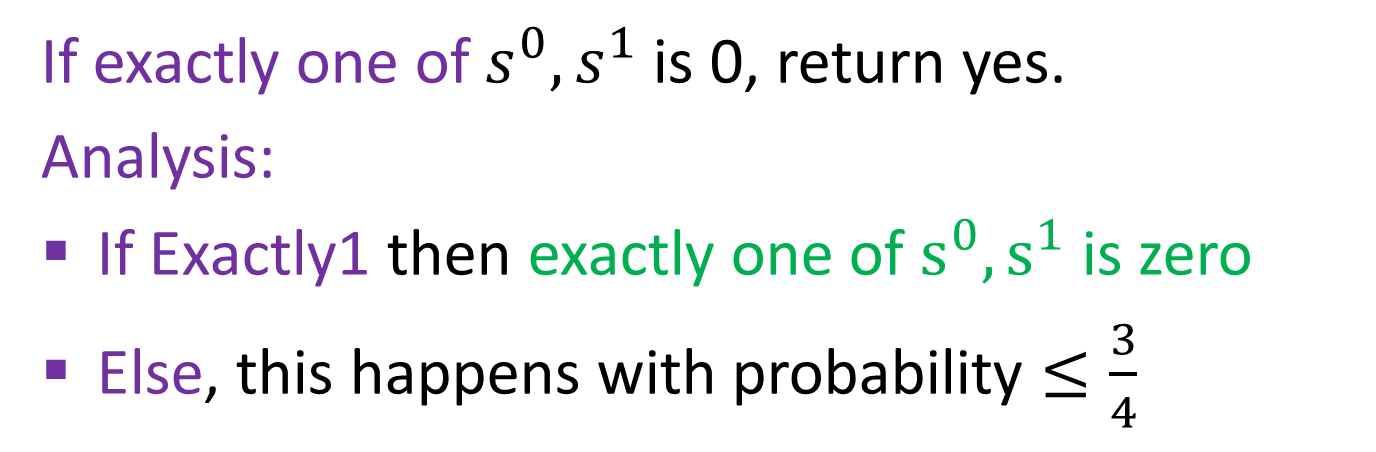 If exactly one of s⁰, s¹ is 0, return yes.
Analysis:
▪ If Exactly1 then exactly one of s⁰, s¹ is zero
▪ Else, this happens with probability ≤ 3/4